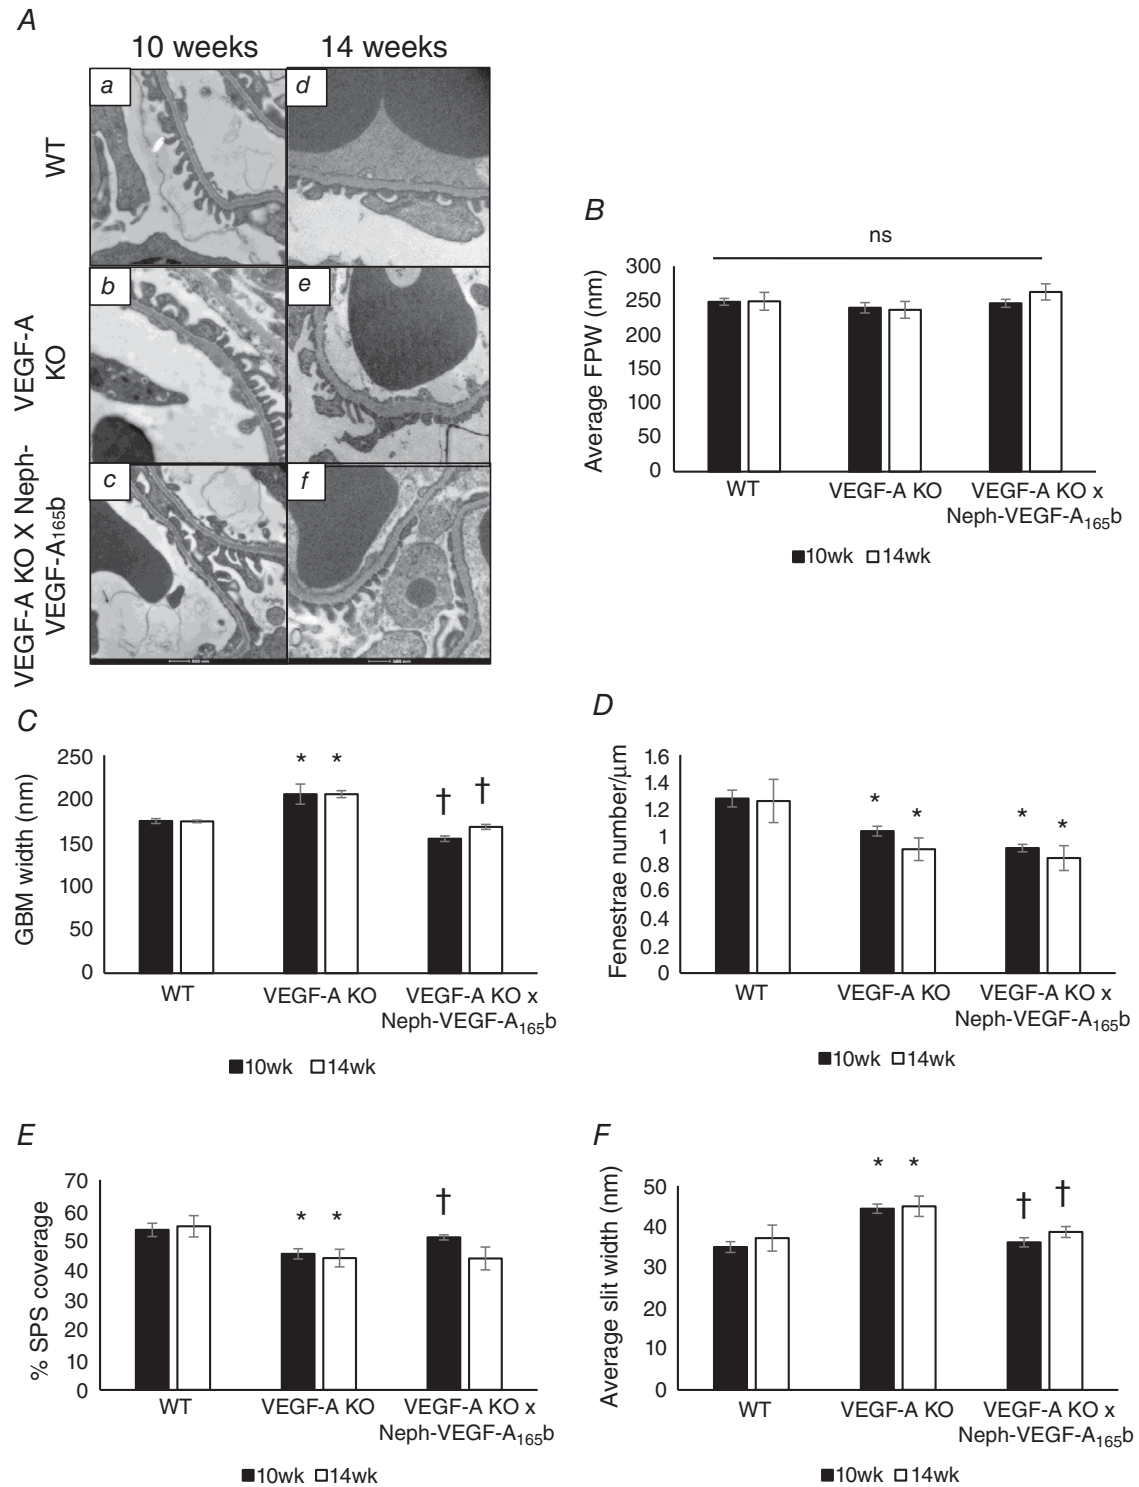 A
10 weeks
14 weeks
WT
VEGF-A
KO
VEGF-A KO X Neph-
VEGF-A165b
a
d
b
e
c
f
B
ns
Average FPW (nm)
300
250
200
150
100
50
0
WT
VEGF-A KO
VEGF-A KO x
Neph-VEGF-A165b
10wk
14wk
C
GBM width (nm)
250
200
150
100
50
0
* *
† †
WT
VEGF-A KO
VEGF-A KO x
Neph-VEGF-A165b
10wk
14wk
D
Fenestrae number/μm
1.6
1.4
1.2
1
0.8
0.6
0.4
0.2
0
* *
* *
WT
VEGF-A KO
VEGF-A KO x
Neph-VEGF-A165b
10wk
14wk
E
% SPS coverage
70
60
50
40
30
20
10
0
* *
†
WT
VEGF-A KO
VEGF-A KO x
Neph-VEGF-A165b
10wk
14wk
F
Average slit width (nm)
50
40
30
20
10
0
* *
† †
WT
VEGF-A KO
VEGF-A KO x
Neph-VEGF-A165b
10wk
14wk